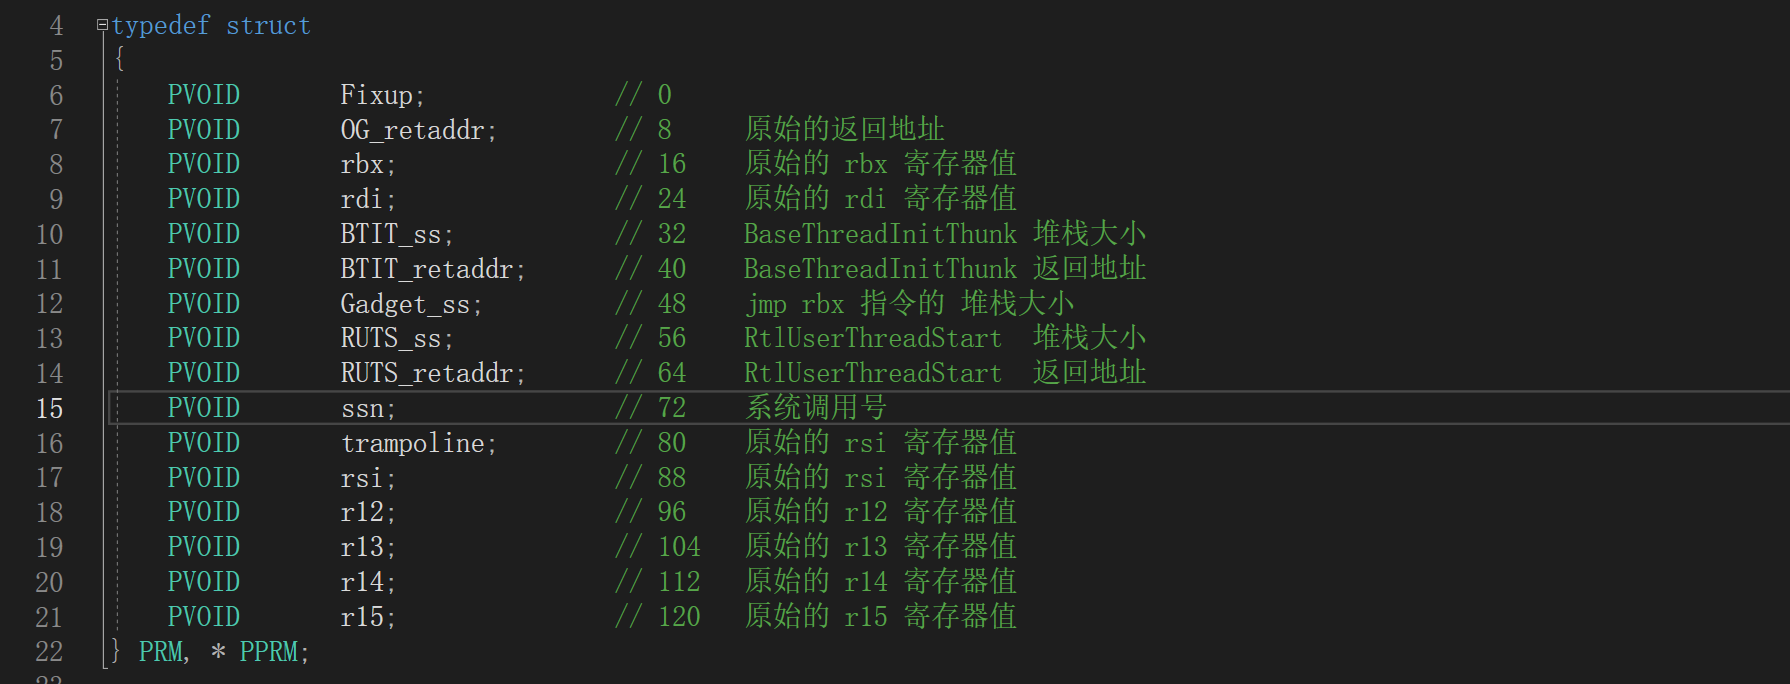 4 typedef struct
5 {
6 PVOID Fixup; // 0
7 PVOID OG_retaddr; // 8 原始的返回地址
8 PVOID rbx; // 16 原始的 rbx 寄存器值
9 PVOID rdi; // 24 原始的 rdi 寄存器值
10 PVOID BTIT_ss; // 32 BaseThreadInitThunk 堆栈大小
11 PVOID BTIT_retaddr; // 40 BaseThreadInitThunk 返回地址
12 PVOID Gadget_ss; // 48 jmp rbx 指令的 堆栈大小
13 PVOID RUTS_ss; // 56 RtlUserThreadStart 堆栈大小
14 PVOID RUTS_retaddr; // 64 RtlUserThreadStart 返回地址
15 PVOID ssn; // 72 系统调用号
16 PVOID trampoline; // 80 原始的 rsi 寄存器值
17 PVOID rsi; // 88 原始的 rsi 寄存器值
18 PVOID r12; // 96 原始的 r12 寄存器值
19 PVOID r13; // 104 原始的 r13 寄存器值
20 PVOID r14; // 112 原始的 r14 寄存器值
21 PVOID r15; // 120 原始的 r15 寄存器值
22 } PRM, * PPRM;